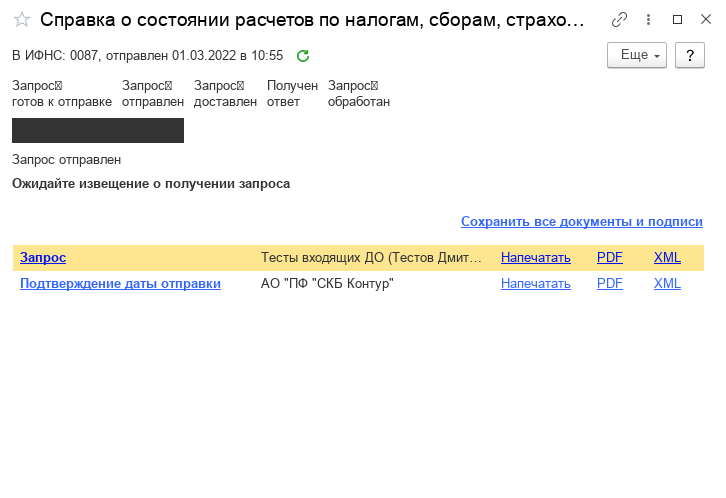 Справка о состоянии расчетов по налогам, сборам, страхо...
В ИФНС: 0087, отправлен 01.03.2022 в 10:55
Еще
?
Запрос готов к отправке
Запрос отправлен
Запрос доставлен
Получен ответ
Запрос обработан
Запрос отправлен
Ожидайте извещение о получении запроса
Сохранить все документы и подписи
Запрос Тесты входящих ДО (Тестов Дмит... Напечатать PDF XML
Подтверждение даты отправки АО "ПФ "СКБ Контур" Напечатать PDF XML